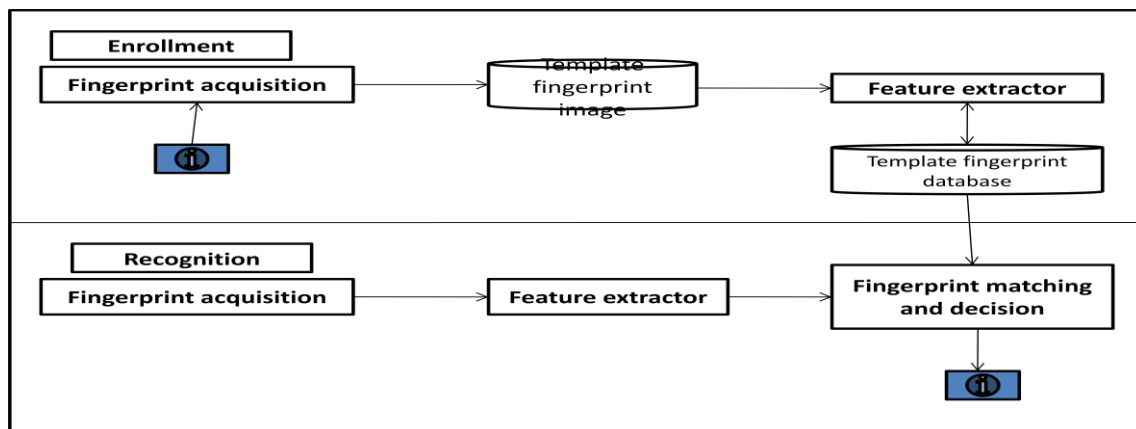 Enrollment
Fingerprint acquisition
Template
fingerprint
image
Feature extractor
Template fingerprint
database
Recognition
Fingerprint acquisition
Feature extractor
Fingerprint matching
and decision